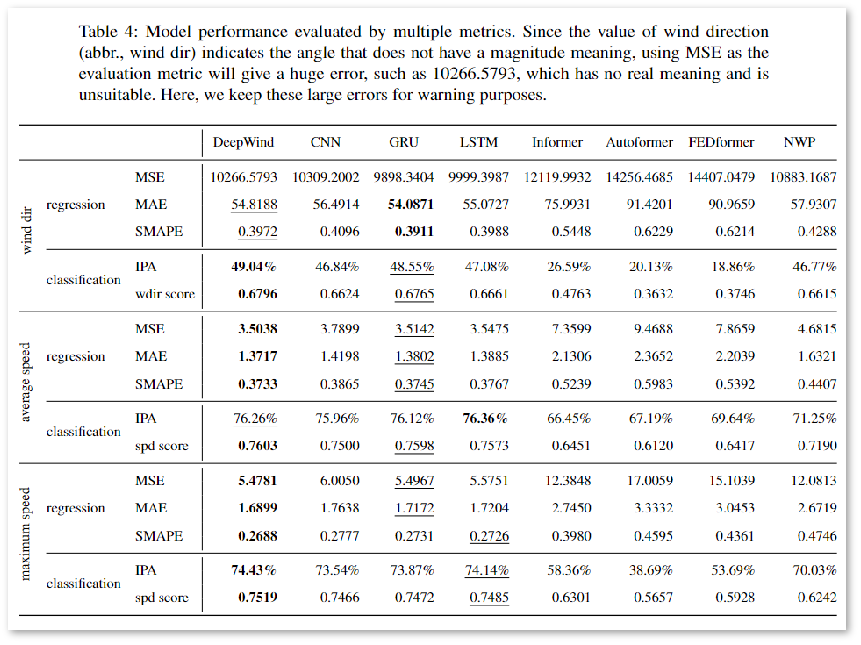 Table 4: Model performance evaluated by multiple metrics. Since the value of wind direction
(abbr., wind dir) indicates the angle that does not have a magnitude meaning, using MSE as the
evaluation metric will give a huge error, such as 10266.5793, which has no real meaning and is
unsuitable. Here, we keep these large errors for warning purposes.
DeepWind CNN GRU LSTM Informer Autoformer FEDformer NWP
wind dir
regression
MSE 10266.5793 10309.2002 9898.3404 9999.3987 12119.9932 14256.4685 14407.0479 10883.1687
MAE 54.8188 56.4914 54.0871 55.0727 75.9931 91.4201 90.9659 57.9307
SMAPE 0.3972 0.4096 0.3911 0.3988 0.5448 0.6229 0.6214 0.4288
classification
IPA 49.04% 46.84% 48.55% 47.08% 26.59% 20.13% 18.86% 46.77%
wdir score 0.6796 0.6624 0.6765 0.6661 0.4763 0.3632 0.3746 0.6615
average speed
regression
MSE 3.5038 3.7899 3.5142 3.5475 7.3599 9.4688 7.8659 4.6815
MAE 1.3717 1.4198 1.3802 1.3885 2.1306 2.3652 2.2039 1.6321
SMAPE 0.3733 0.3865 0.3745 0.3767 0.5239 0.5983 0.5392 0.4407
classification
IPA 76.26% 75.96% 76.12% 76.36% 66.45% 67.19% 69.64% 71.25%
spd score 0.7603 0.7500 0.7598 0.7573 0.6451 0.6120 0.6417 0.7190
maximum speed
regression
MSE 5.4781 6.0050 5.4967 5.5751 12.3848 17.0059 15.1039 12.0813
MAE 1.6899 1.7638 1.7172 1.7204 2.7450 3.3332 3.0453 2.6719
SMAPE 0.2688 0.2777 0.2731 0.2726 0.3980 0.4595 0.4361 0.4746
classification
IPA 74.43% 73.54% 73.87% 74.14% 58.36% 38.69% 53.69% 70.03%
spd score 0.7519 0.7466 0.7472 0.7485 0.6301 0.5657 0.5928 0.6242